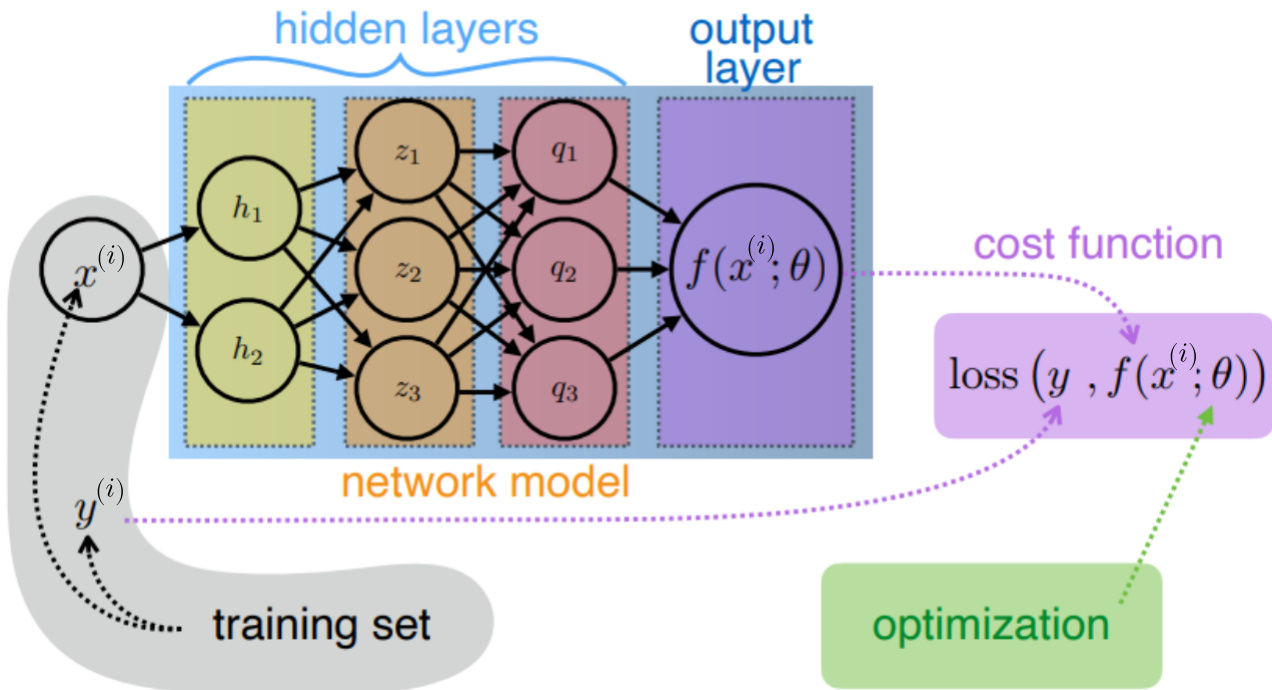 hidden layers
output
layer
h₁
h₂
z₁
z₂
z₃
q₁
q₂
q₃
x⁽ⁱ⁾
f(x⁽ⁱ⁾; θ)
cost function
loss (y , f(x⁽ⁱ⁾; θ))
network model
y⁽ⁱ⁾
training set
optimization